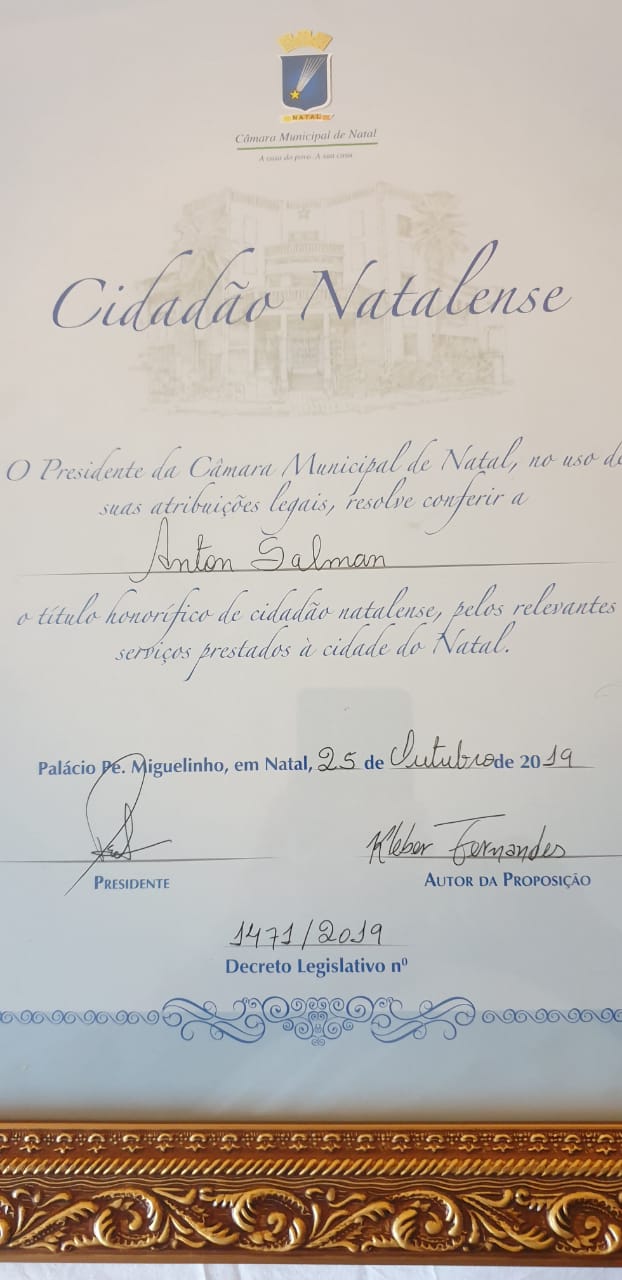 NATAL
Câmara Municipal de Natal
A casa do povo. A sua casa.
Cidadão Natalense
O Presidente da Câmara Municipal de Natal, no uso de
suas atribuições legais, resolve conferir a
Anton Salman
o título honorífico de cidadão natalense, pelos relevantes
serviços prestados à cidade do Natal.
Palácio Pe. Miguelinho, em Natal, 25 de Outubro de 2019
Kleber Fernandes
PRESIDENTE
AUTOR DA PROPOSIÇÃO
1471/2019
Decreto Legislativo nº